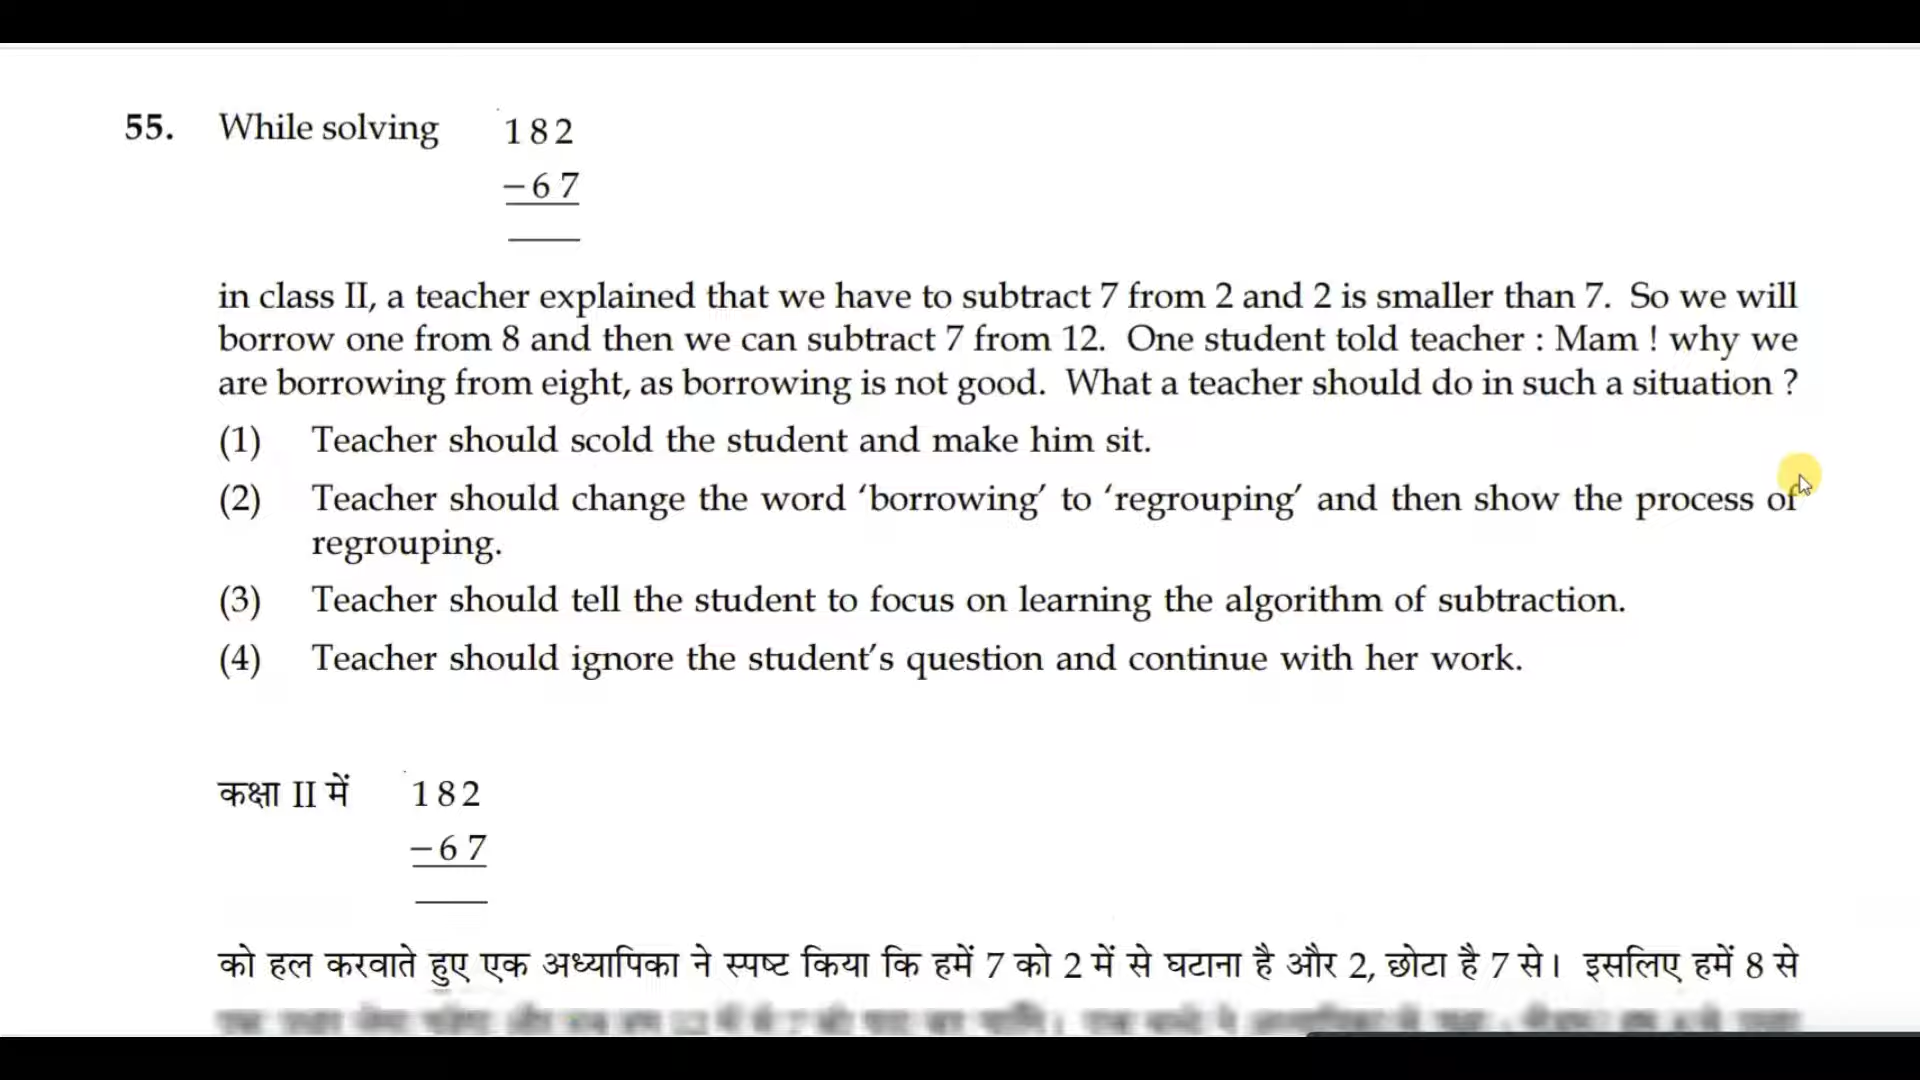 55. While solving 182
−67
in class II, a teacher explained that we have to subtract 7 from 2 and 2 is smaller than 7. So we will
borrow one from 8 and then we can subtract 7 from 12. One student told teacher : Mam ! why we
are borrowing from eight, as borrowing is not good. What a teacher should do in such a situation ?
(1) Teacher should scold the student and make him sit.
(2) Teacher should change the word ‘borrowing’ to ‘regrouping’ and then show the process of
regrouping.
(3) Teacher should tell the student to focus on learning the algorithm of subtraction.
(4) Teacher should ignore the student’s question and continue with her work.
कक्षा II में 182
−67
को हल करवाते हुए एक अध्यापिका ने स्पष्ट किया कि हमें 7 को 2 में से घटाना है और 2, छोटा है 7 से। इसलिए हमें 8 से